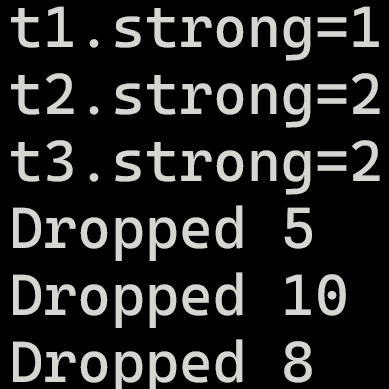 t1.strong=1
t2.strong=2
t3.strong=2
Dropped 5
Dropped 10
Dropped 8